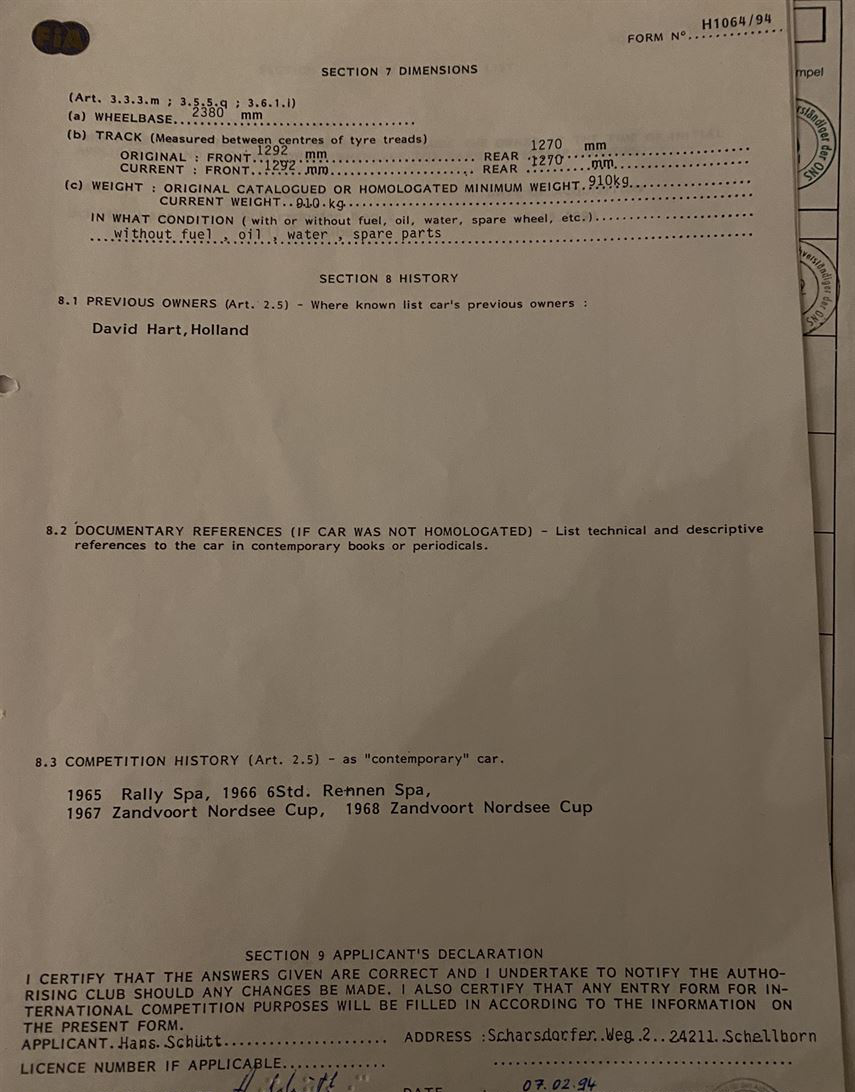 FIA
H1064/94
FORM Nº
mpel
SECTION 7 DIMENSIONS
(Art. 3.3.3.m ; 3.5.5.q ; 3.6.1.i)
(a) WHEELBASE...2380 mm
(b) TRACK (Measured between centres of tyre treads)
ORIGINAL : FRONT 1292 mm REAR 1270 mm
CURRENT : FRONT 1292 mm REAR 1270 mm
(c) WEIGHT : ORIGINAL CATALOGUED OR HOMOLOGATED MINIMUM WEIGHT. 910kg
CURRENT WEIGHT..910.kg
IN WHAT CONDITION ( with or without fuel, oil, water, spare wheel, etc.)
without fuel , oil , water , spare parts
SECTION 8 HISTORY
8.1 PREVIOUS OWNERS (Art. 2.5) - Where known list car's previous owners :
David Hart, Holland
8.2 DOCUMENTARY REFERENCES (IF CAR WAS NOT HOMOLOGATED) - List technical and descriptive
references to the car in contemporary books or periodicals.
8.3 COMPETITION HISTORY (Art. 2.5) - as "contemporary" car.
1965 Rally Spa, 1966 6Std. Rennen Spa,
1967 Zandvoort Nordsee Cup, 1968 Zandvoort Nordsee Cup
SECTION 9 APPLICANT'S DECLARATION
I CERTIFY THAT THE ANSWERS GIVEN ARE CORRECT AND I UNDERTAKE TO NOTIFY THE AUTHO-
RISING CLUB SHOULD ANY CHANGES BE MADE. I ALSO CERTIFY THAT ANY ENTRY FORM FOR IN-
TERNATIONAL COMPETITION PURPOSES WILL BE FILLED IN ACCORDING TO THE INFORMATION ON
THE PRESENT FORM.
APPLICANT. Hans. Schütt ADDRESS :Scharsdorfer..Weg.2..24211.Schellborn
LICENCE NUMBER IF APPLICABLE
DATE : 07.02.94